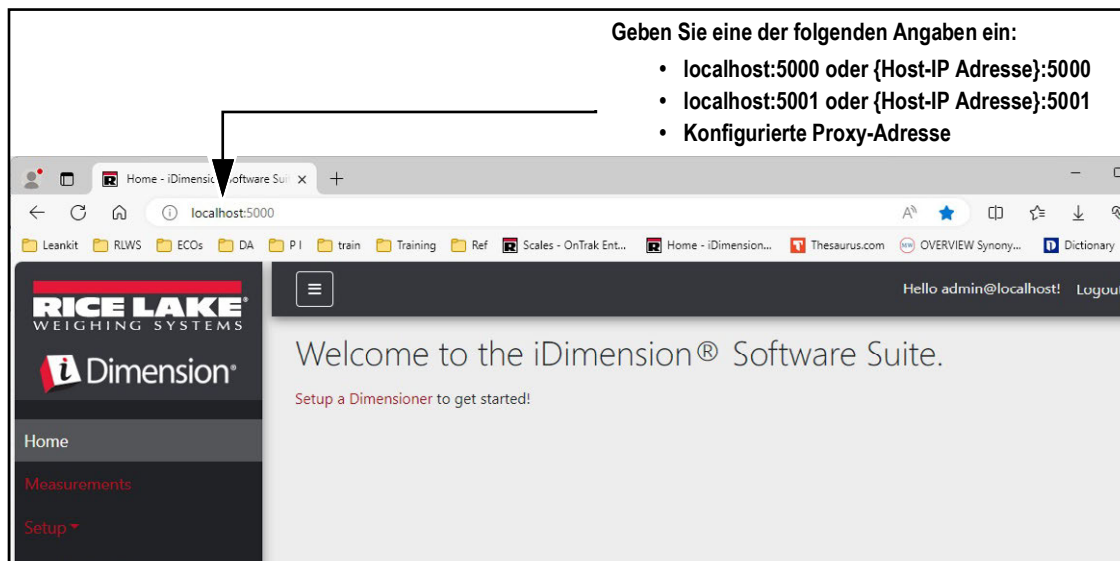 Geben Sie eine der folgenden Angaben ein:
• localhost:5000 oder {Host-IP Adresse}:5000
• localhost:5001 oder {Host-IP Adresse}:5001
• Konfigurierte Proxy-Adresse
Home - iDimension Software Sui
localhost:5000
Leankit RLWS ECOs DA P I train Training Ref Scales - OnTrak Ent... Home - iDimension... Thesaurus.com OVERVIEW Synony... Dictionary
RICE LAKE®
WEIGHING SYSTEMS
iDimension®
Hello admin@localhost! Logout
Welcome to the iDimension® Software Suite.
Setup a Dimensioner to get started!
Home
Measurements
Setup